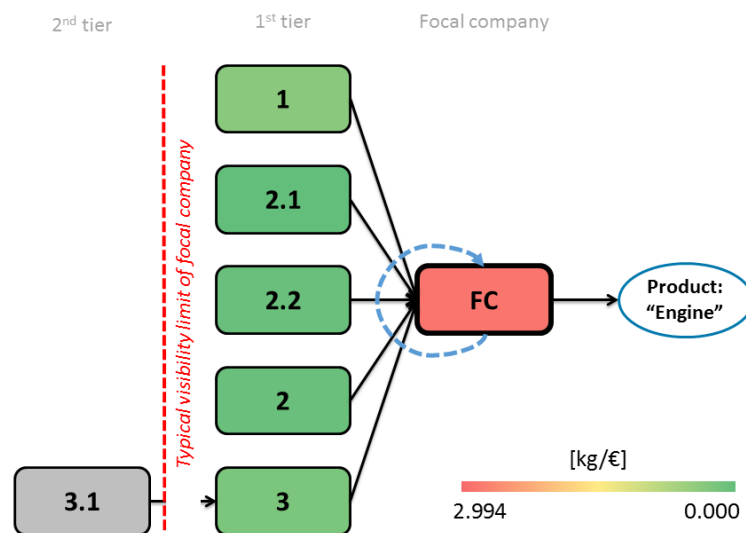 2nd tier
1st tier
Focal company
1
2.1
2.2
2
3
3.1
Typical visibility limit of focal company
FC
Product:
“Engine”
[kg/€]
2.994
0.000